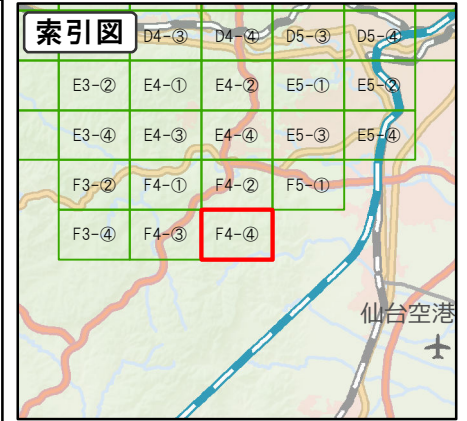 索引図 D4-③ D4-④ D5-③ D5-④
E3-② E4-① E4-② E5-① E5-②
E3-④ E4-③ E4-④ E5-③ E5-④
F3-② F4-① F4-② F5-①
F3-④ F4-③ F4-④
仙台空港